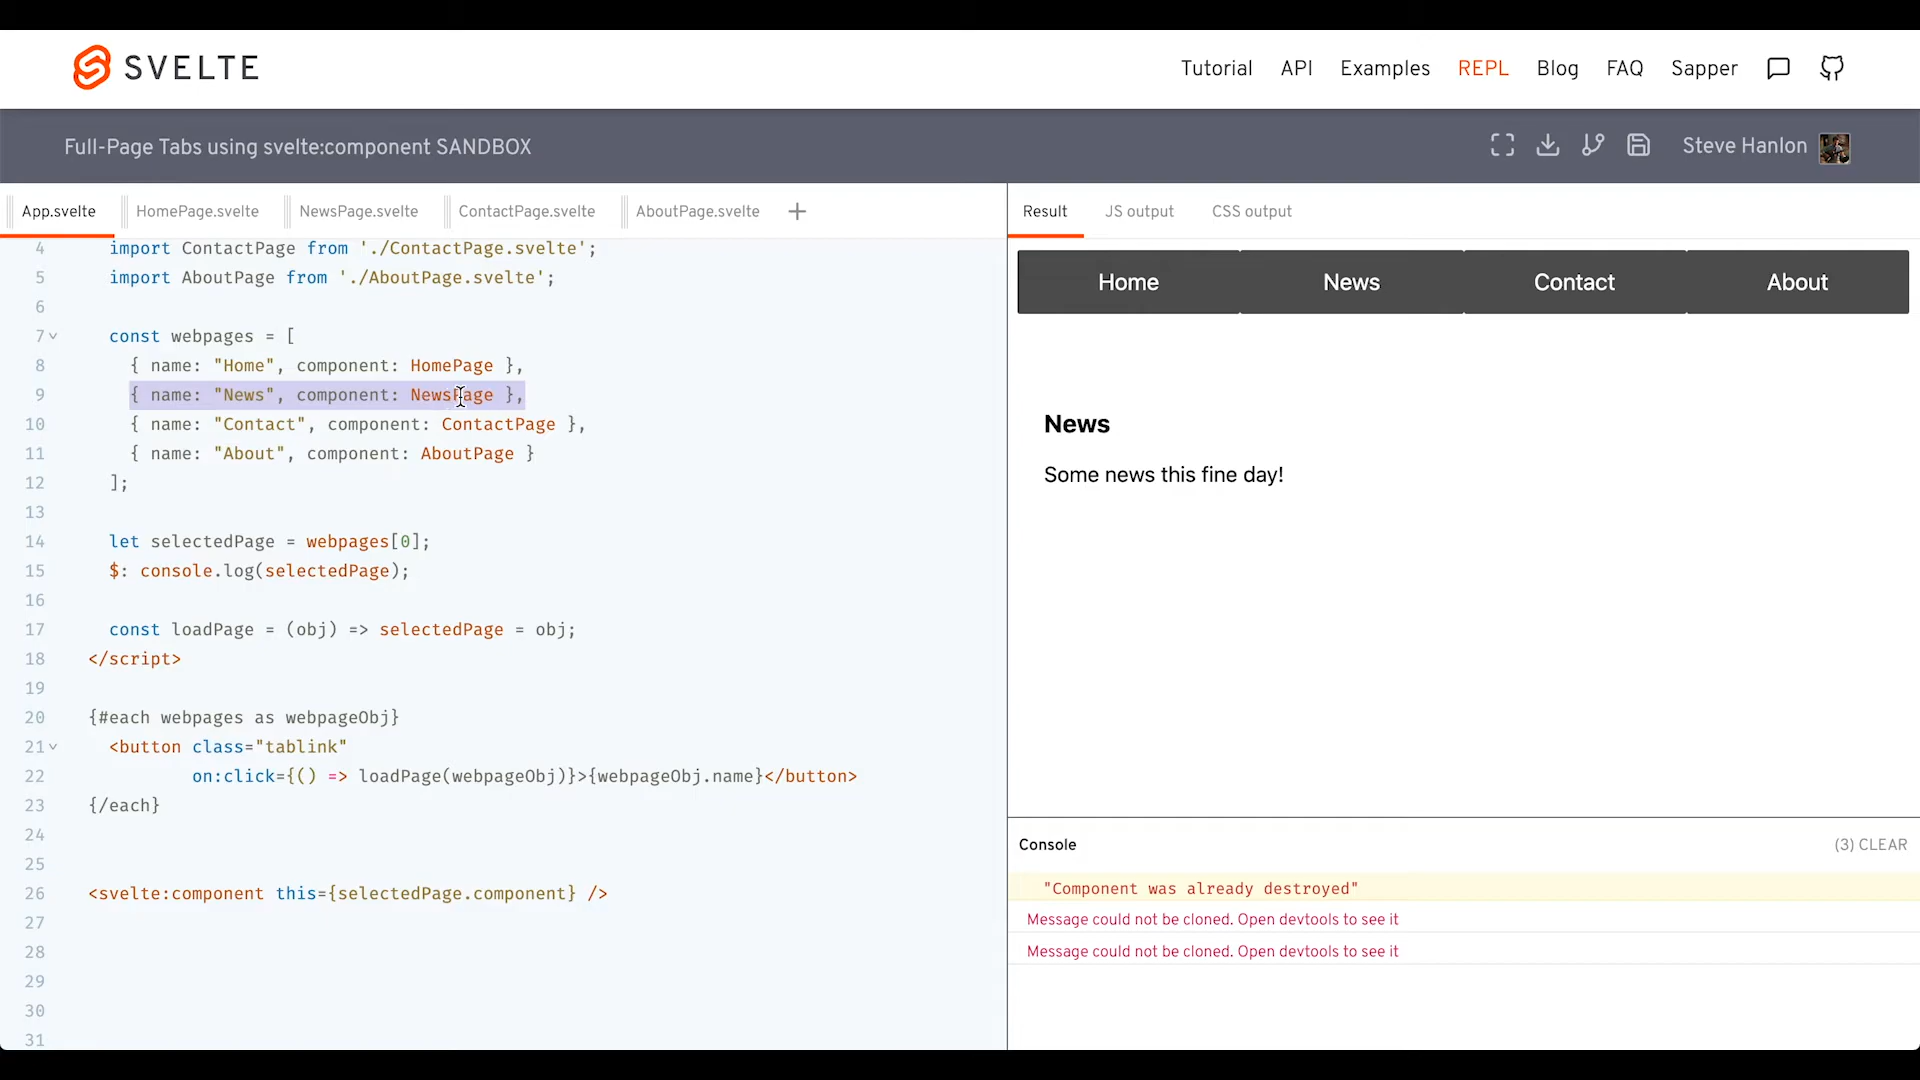 SVELTE
Tutorial API Examples REPL Blog FAQ Sapper
Full-Page Tabs using svelte:component SANDBOX
Steve Hanlon
App.svelte HomePage.svelte NewsPage.svelte ContactPage.svelte AboutPage.svelte +
4 import ContactPage from './ContactPage.svelte';
5 import AboutPage from './AboutPage.svelte';
6
7 const webpages = [
8 { name: "Home", component: HomePage },
9 { name: "News", component: NewsPage },
10 { name: "Contact", component: ContactPage },
11 { name: "About", component: AboutPage }
12 ];
13
14 let selectedPage = webpages[0];
15 $: console.log(selectedPage);
16
17 const loadPage = (obj) => selectedPage = obj;
18 </script>
19
20 {#each webpages as webpageObj}
21 <button class="tablink"
22 on:click={() => loadPage(webpageObj)}>{webpageObj.name}</button>
23 {/each}
24
25
26 <svelte:component this={selectedPage.component} />
27
28
29
30
31
Result JS output CSS output
Home News Contact About
News
Some news this fine day!
Console (3) CLEAR
"Component was already destroyed"
Message could not be cloned. Open devtools to see it
Message could not be cloned. Open devtools to see it